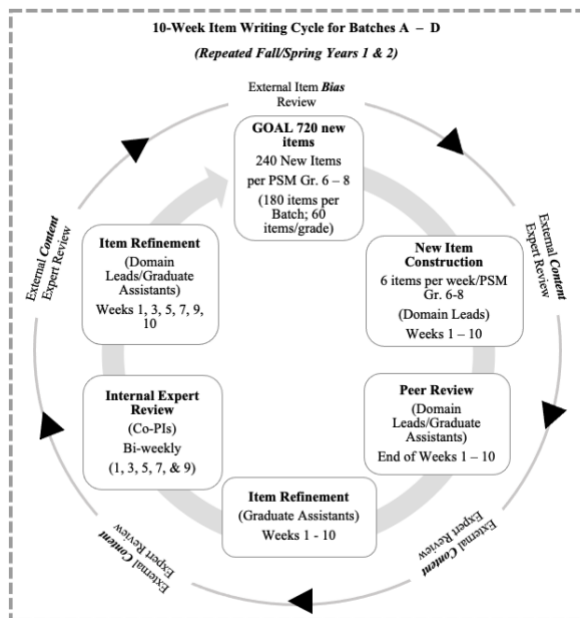 10-Week Item Writing Cycle for Batches A – D
(Repeated Fall/Spring Years 1 & 2)
External Item Bias
Review
GOAL 720 new
items
240 New Items
per PSM Gr. 6 – 8
(180 items per
Batch; 60
items/grade)
External Content
Expert Review
New Item
Construction
6 items per week/PSM
Gr. 6-8
(Domain Leads)
Weeks 1 – 10
Peer Review
(Domain
Leads/Graduate
Assistants)
End of Weeks 1 – 10
External Content
Expert Review
Item Refinement
(Graduate Assistants)
Weeks 1 - 10
External Content
Expert Review
Internal Expert
Review
(Co-PIs)
Bi-weekly
(1, 3, 5, 7, & 9)
Item Refinement
(Domain
Leads/Graduate
Assistants)
Weeks 1, 3, 5, 7, 9,
10
External Content
Expert Review